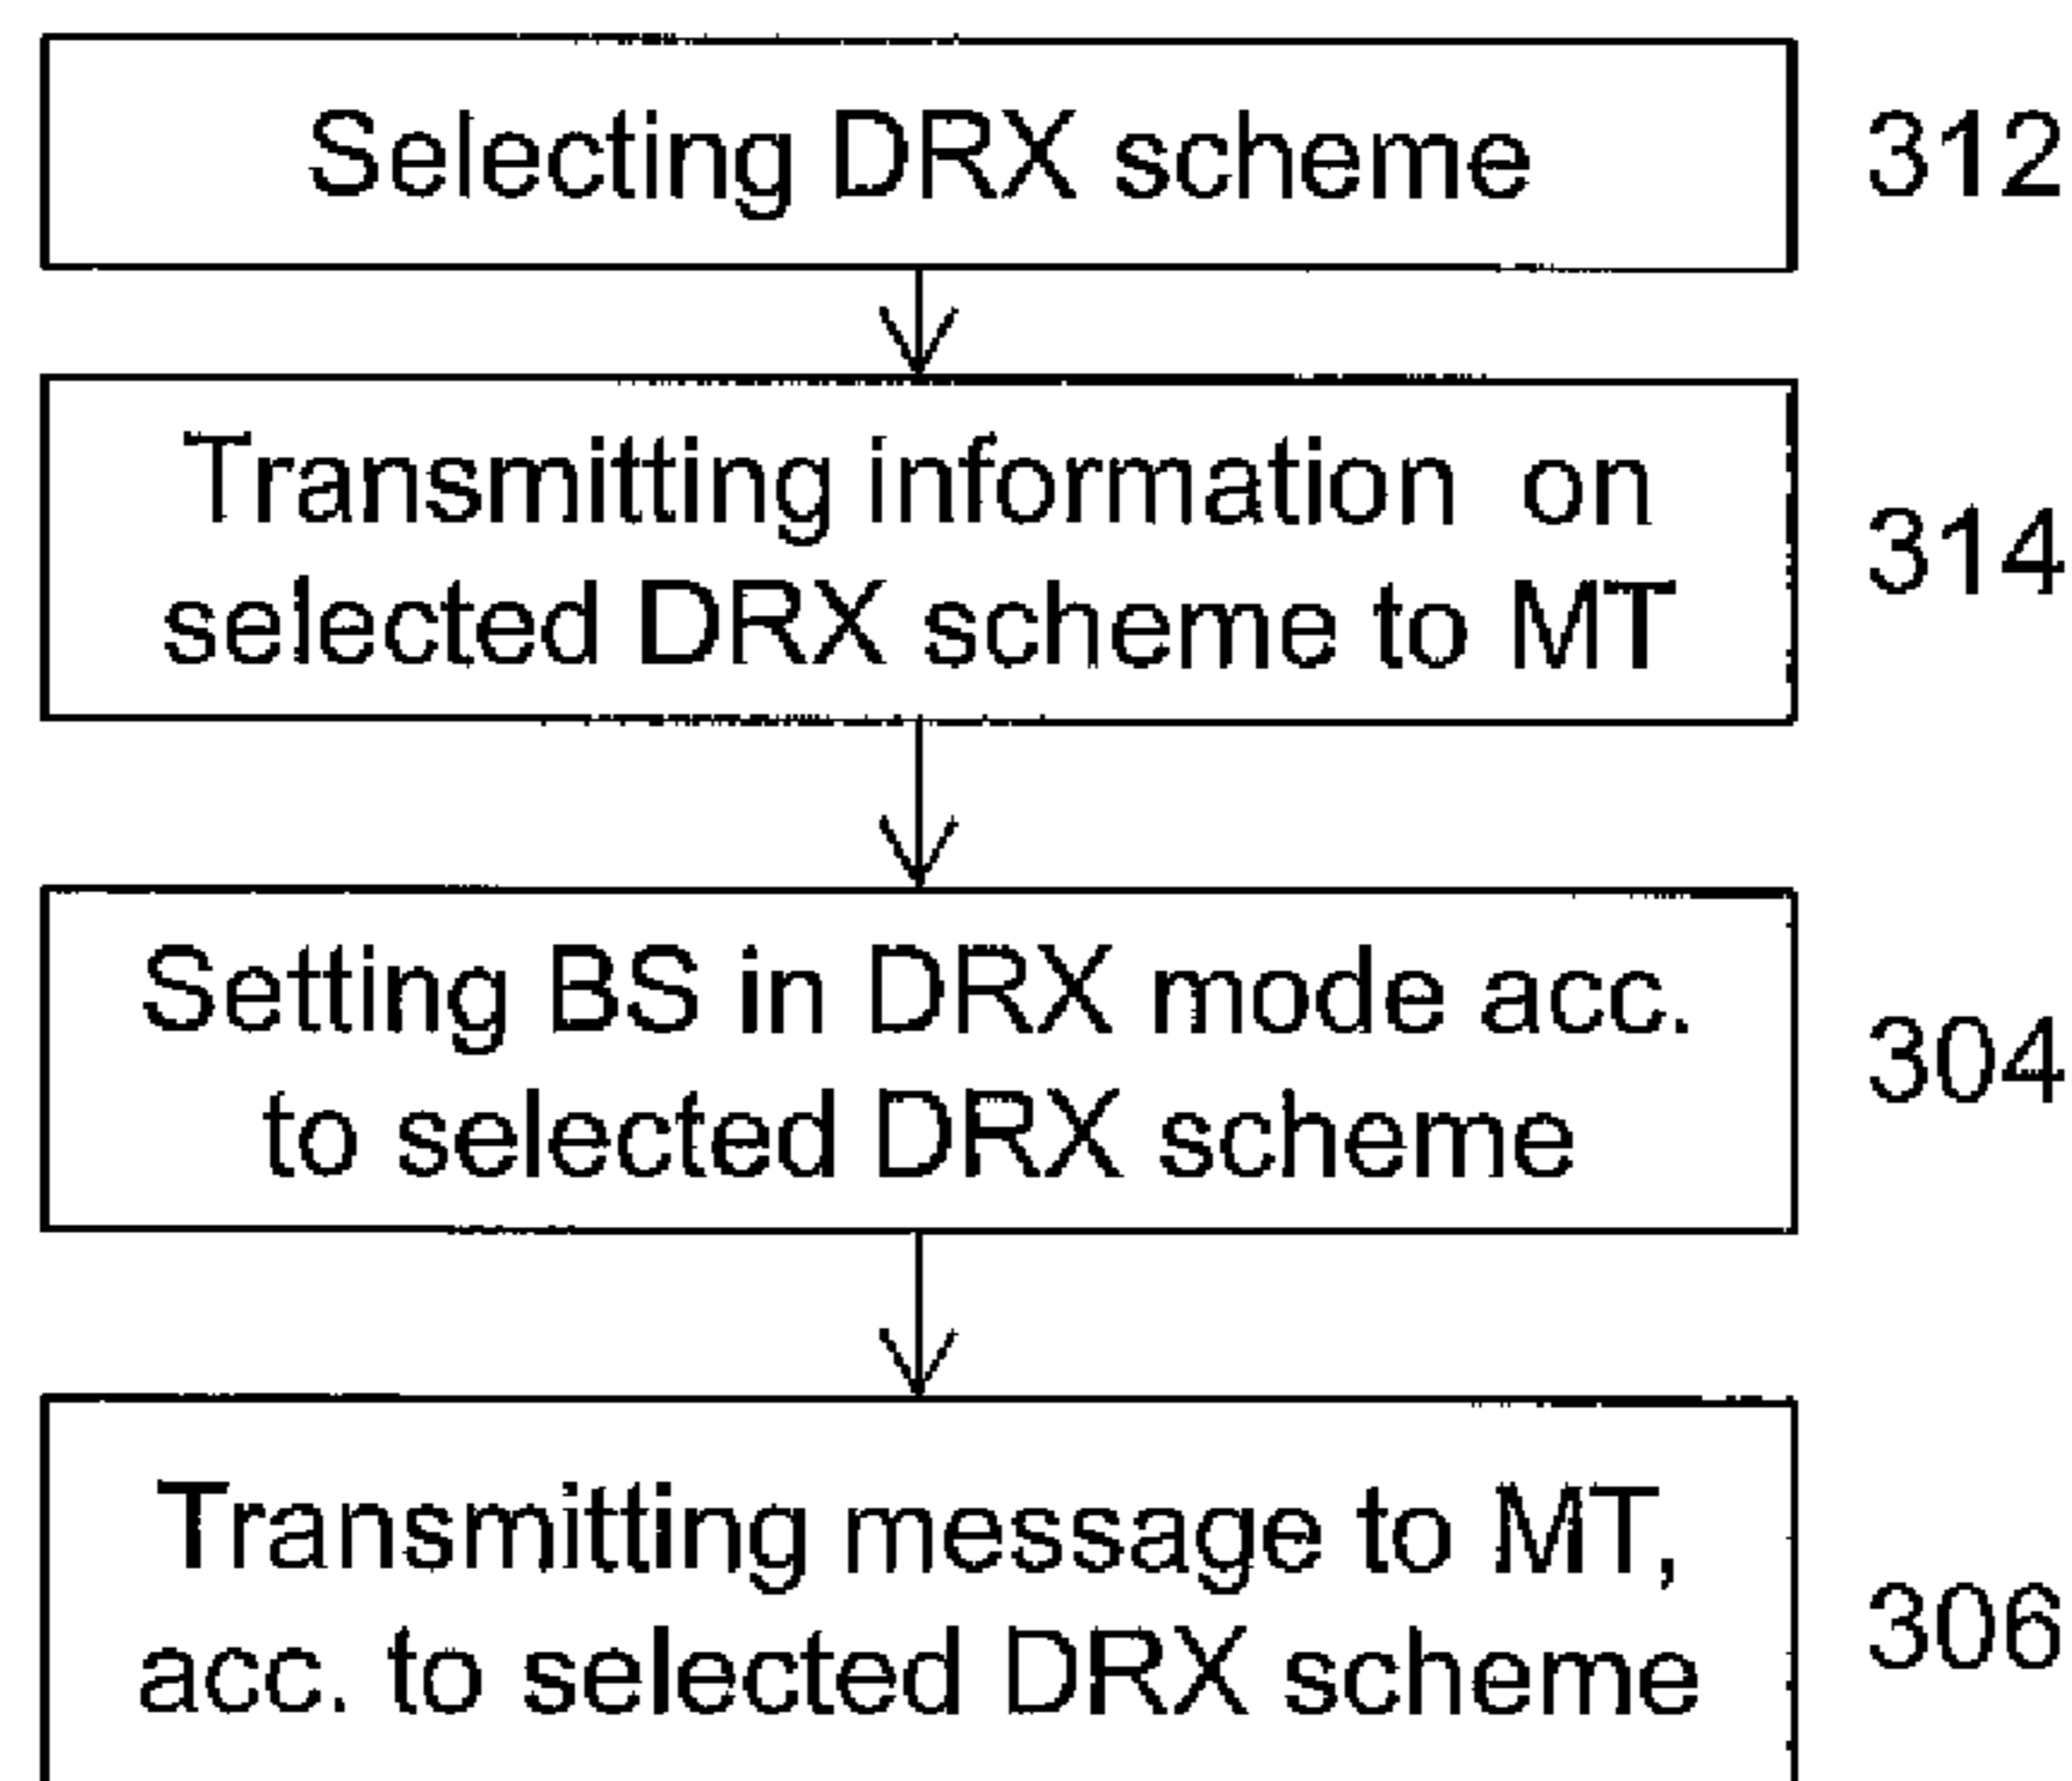 Selecting DRX scheme
312
Transmitting information on
selected DRX scheme to MT
314
Setting BS in DRX mode acc.
to selected DRX scheme
304
Transmitting message to MT,
acc. to selected DRX scheme
306